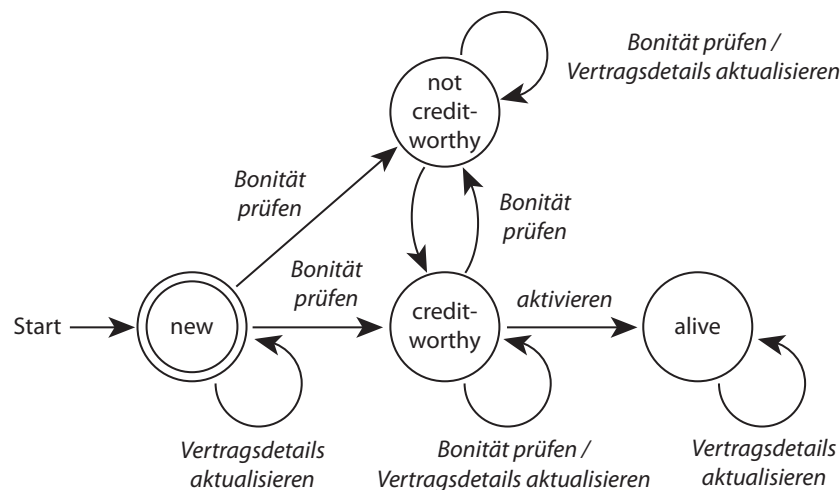 Bonität prüfen /
Vertragsdetails aktualisieren
not
credit-
worthy
Bonität
prüfen
Bonität
prüfen
Bonität
prüfen
Start
new
credit-
worthy
aktivieren
alive
Vertragsdetails
aktualisieren
Bonität prüfen /
Vertragsdetails aktualisieren
Vertragsdetails
aktualisieren